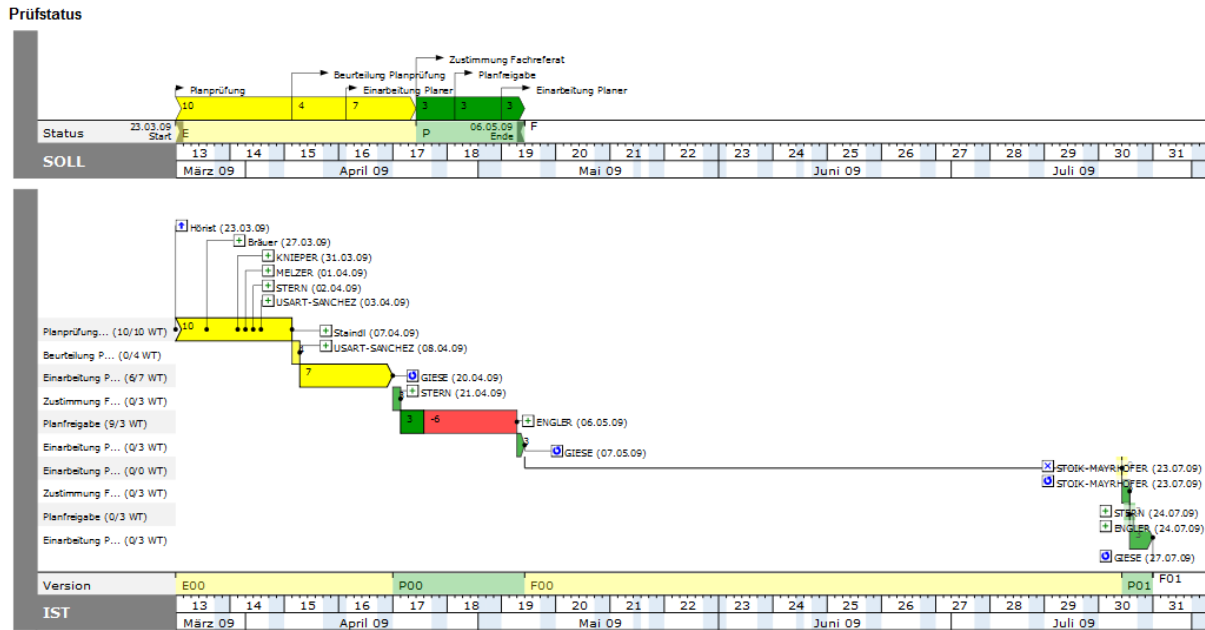 Prüfstatus
Zustimmung Fachreferat
Beurteilung Planprüfung
Planfreigabe
Planprüfung
Einarbeitung Planer
Einarbeitung Planer
10 4 7 3 3 3
Status 23.03.09 Start E P 06.05.09 Ende F
SOLL 13 14 15 16 17 18 19 20 21 22 23 24 25 26 27 28 29 30 31
März 09 April 09 Mai 09 Juni 09 Juli 09
Hörist (23.03.09)
Bräuer (27.03.09)
KNIEPER (31.03.09)
MELZER (01.04.09)
STERN (02.04.09)
USART-SANCHEZ (03.04.09)
Planprüfung... (10/10 WT) 10 Staindl (07.04.09)
Beurteilung P... (0/4 WT) USART-SANCHEZ (08.04.09)
Einarbeitung P... (6/7 WT) 7 GIESE (20.04.09)
Zustimmung F... (0/3 WT) 3 STERN (21.04.09)
Planfreigabe (9/3 WT) 3 -6 ENGLER (06.05.09)
Einarbeitung P... (0/3 WT) 3 GIESE (07.05.09)
Einarbeitung P... (0/0 WT) STOIK-MAYRHOFER (23.07.09)
Zustimmung F... (0/3 WT) STOIK-MAYRHOFER (23.07.09)
Planfreigabe (0/3 WT) STERN (24.07.09)
ENGLER (24.07.09)
Einarbeitung P... (0/3 WT) 3
GIESE (27.07.09)
Version E00 P00 F00 P01 F01
IST 13 14 15 16 17 18 19 20 21 22 23 24 25 26 27 28 29 30 31
März 09 April 09 Mai 09 Juni 09 Juli 09